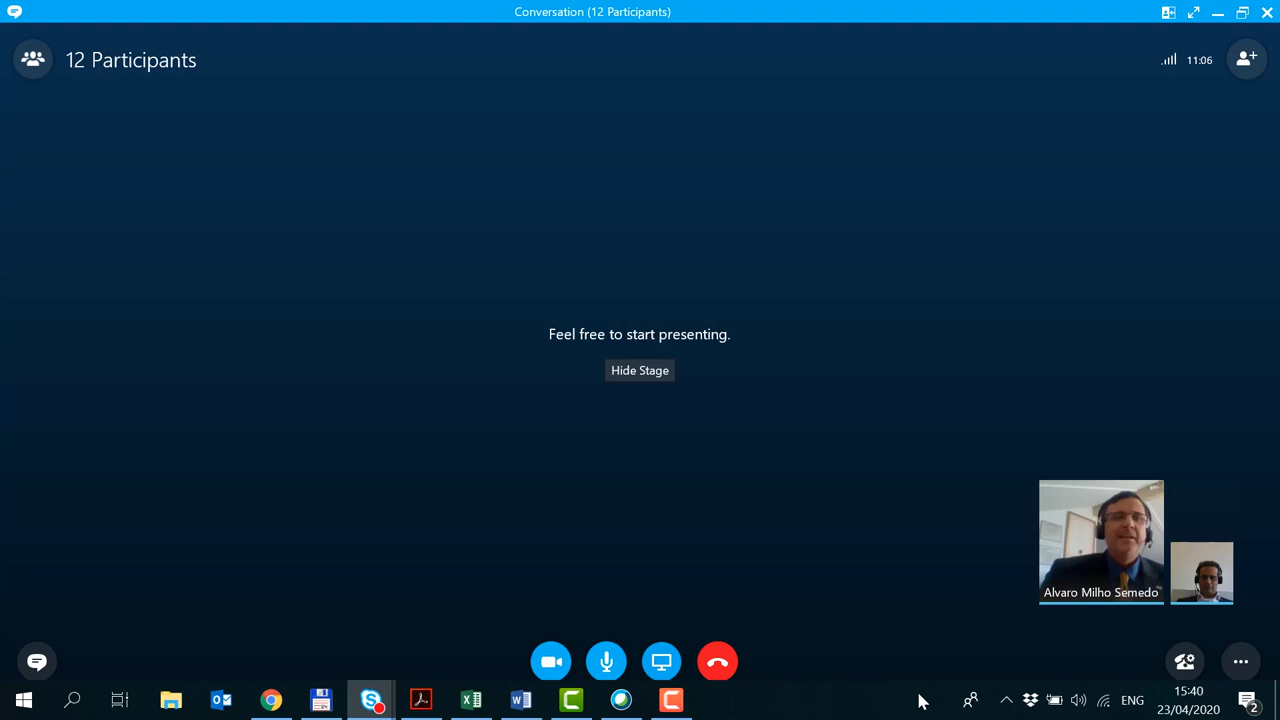 Conversation (12 Participants)
12 Participants
11:06
Feel free to start presenting.
Hide Stage
Alvaro Milho Semedo
ENG
15:40
23/04/2020
2